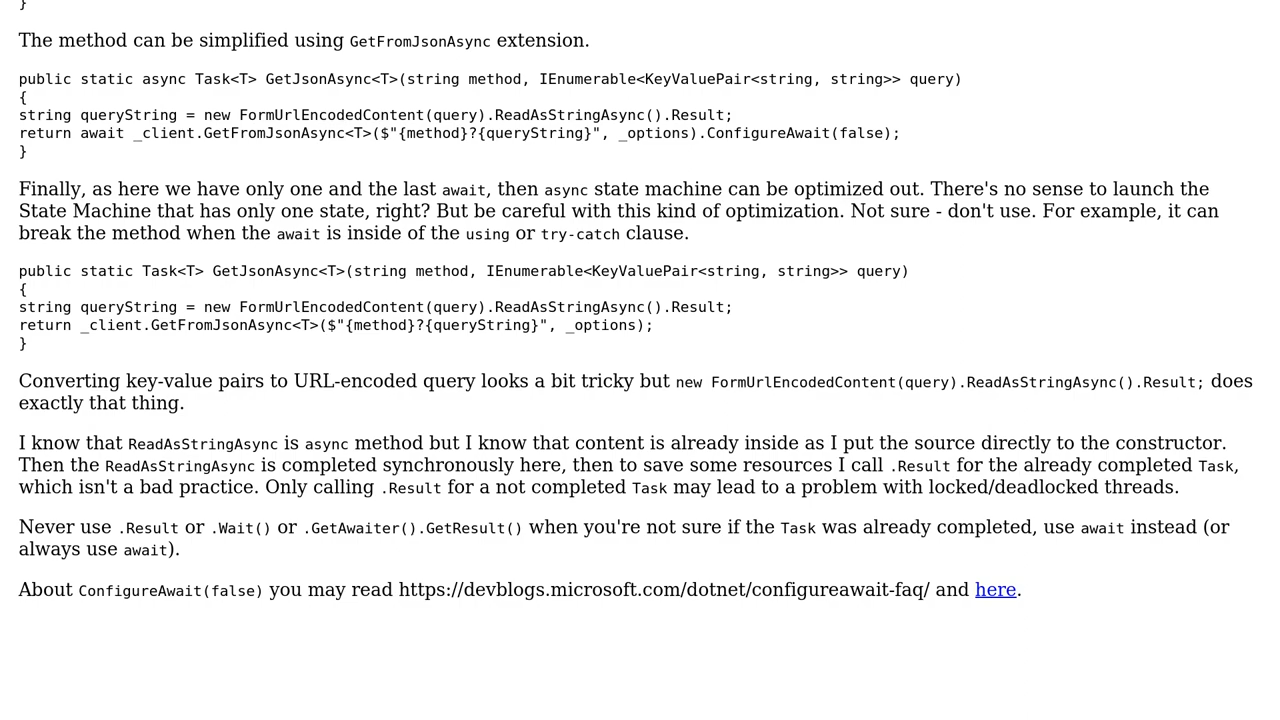 }
The method can be simplified using GetFromJsonAsync extension.
public static async Task<T> GetJsonAsync<T>(string method, IEnumerable<KeyValuePair<string, string>> query)
{
string queryString = new FormUrlEncodedContent(query).ReadAsStringAsync().Result;
return await _client.GetFromJsonAsync<T>($"{method}?{queryString}", _options).ConfigureAwait(false);
}
Finally, as here we have only one and the last await, then async state machine can be optimized out. There's no sense to launch the
State Machine that has only one state, right? But be careful with this kind of optimization. Not sure - don't use. For example, it can
break the method when the await is inside of the using or try-catch clause.
public static Task<T> GetJsonAsync<T>(string method, IEnumerable<KeyValuePair<string, string>> query)
{
string queryString = new FormUrlEncodedContent(query).ReadAsStringAsync().Result;
return _client.GetFromJsonAsync<T>($"{method}?{queryString}", _options);
}
Converting key-value pairs to URL-encoded query looks a bit tricky but new FormUrlEncodedContent(query).ReadAsStringAsync().Result; does
exactly that thing.
I know that ReadAsStringAsync is async method but I know that content is already inside as I put the source directly to the constructor.
Then the ReadAsStringAsync is completed synchronously here, then to save some resources I call .Result for the already completed Task,
which isn't a bad practice. Only calling .Result for a not completed Task may lead to a problem with locked/deadlocked threads.
Never use .Result or .Wait() or .GetAwaiter().GetResult() when you're not sure if the Task was already completed, use await instead (or
always use await).
About ConfigureAwait(false) you may read https://devblogs.microsoft.com/dotnet/configureawait-faq/ and here.